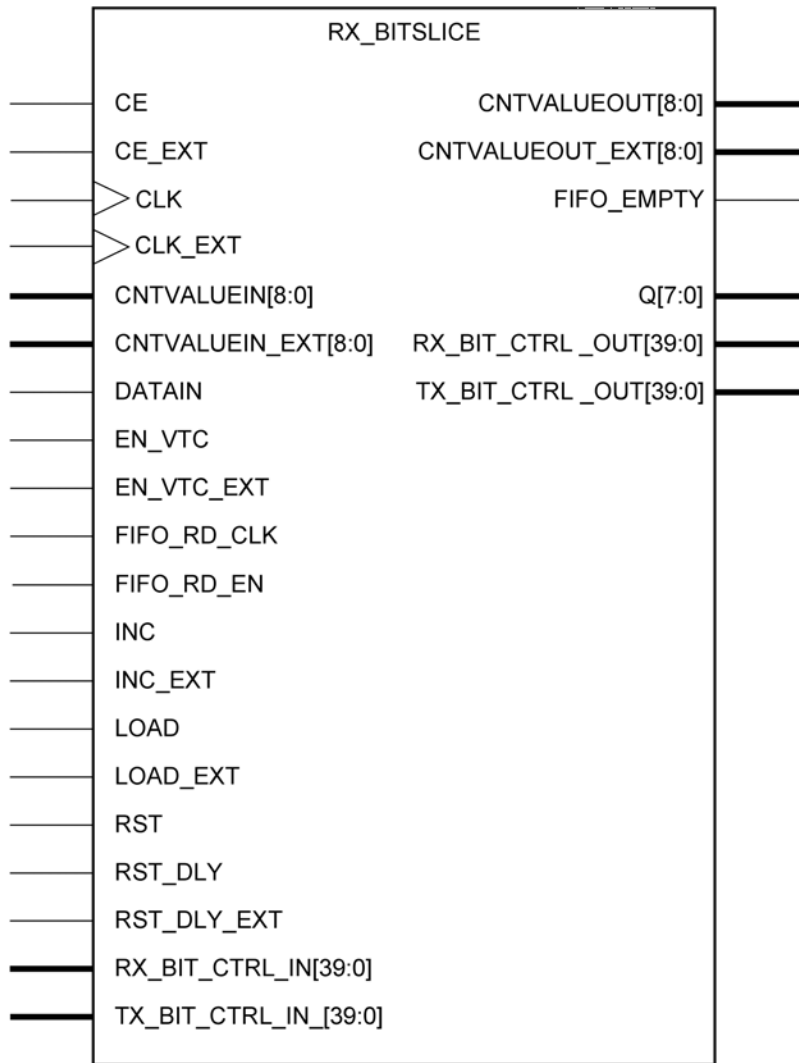 RX_BITSLICE
CE
CNTVALUEOUT[8:0]
CE_EXT
CNTVALUEOUT_EXT[8:0]
CLK
FIFO_EMPTY
CLK_EXT
CNTVALUEIN[8:0]
Q[7:0]
CNTVALUEIN_EXT[8:0]
RX_BIT_CTRL _OUT[39:0]
DATAIN
TX_BIT_CTRL _OUT[39:0]
EN_VTC
EN_VTC_EXT
FIFO_RD_CLK
FIFO_RD_EN
INC
INC_EXT
LOAD
LOAD_EXT
RST
RST_DLY
RST_DLY_EXT
RX_BIT_CTRL_IN[39:0]
TX_BIT_CTRL_IN_[39:0]